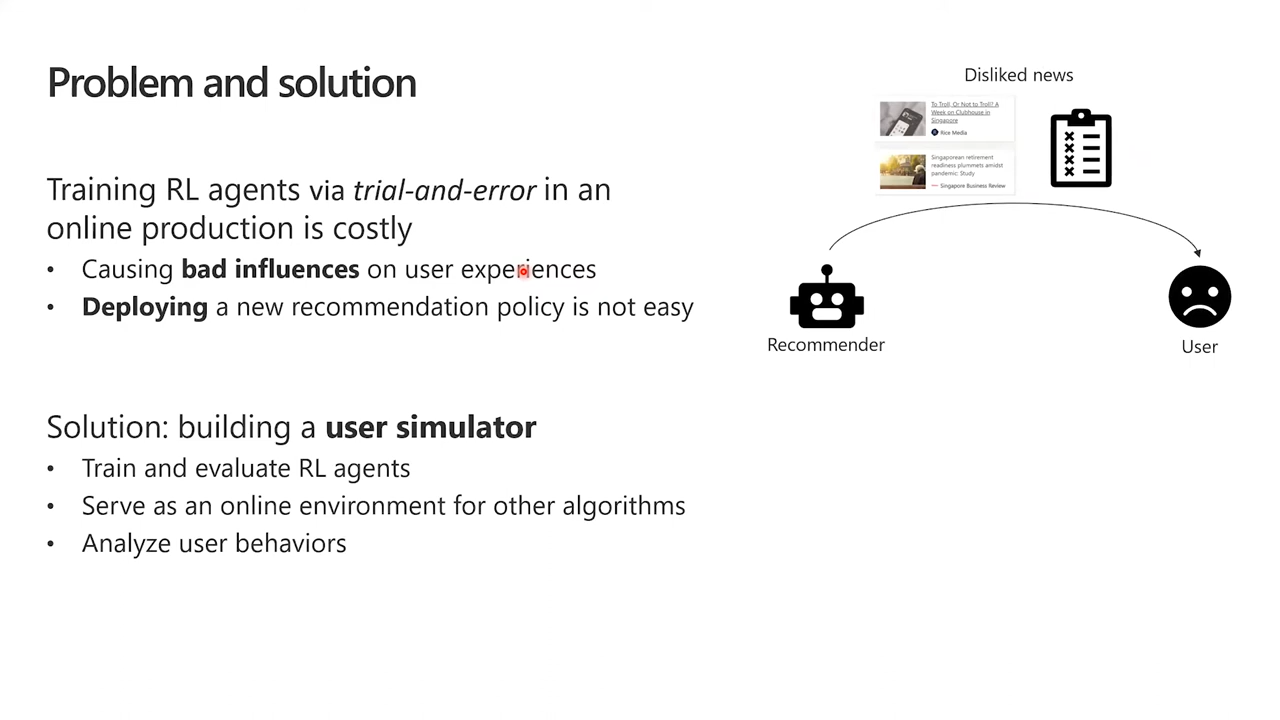 Problem and solution
Training RL agents via trial-and-error in an
online production is costly
• Causing bad influences on user experiences
• Deploying a new recommendation policy is not easy
Solution: building a user simulator
• Train and evaluate RL agents
• Serve as an online environment for other algorithms
• Analyze user behaviors
Disliked news
To Troll, Or Not to Troll? A
Week on Clubhouse in
Singapore
Rice Media
Singaporean retirement
readiness plummets amidst
pandemic: Study
Singapore Business Review
Recommender
User